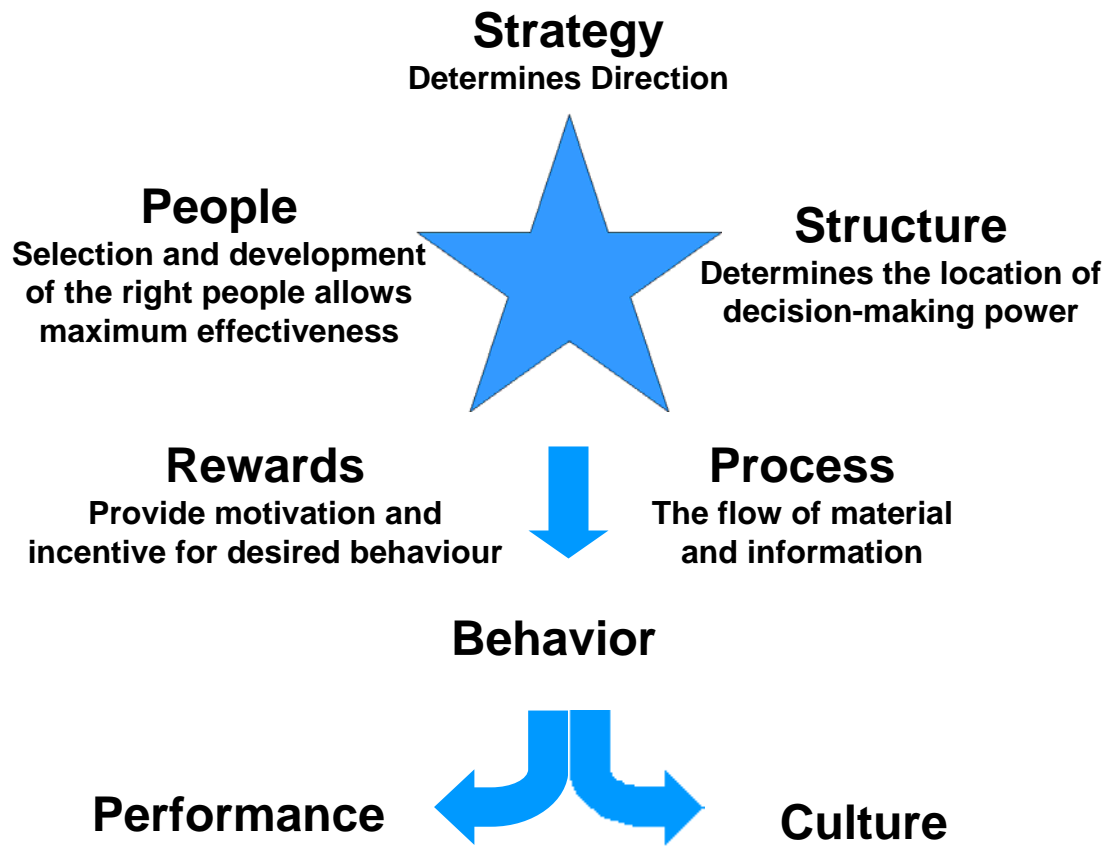 Strategy
Determines Direction
People
Selection and development
of the right people allows
maximum effectiveness
Structure
Determines the location of
decision-making power
Rewards
Provide motivation and
incentive for desired behaviour
Process
The flow of material
and information
Behavior
Performance
Culture